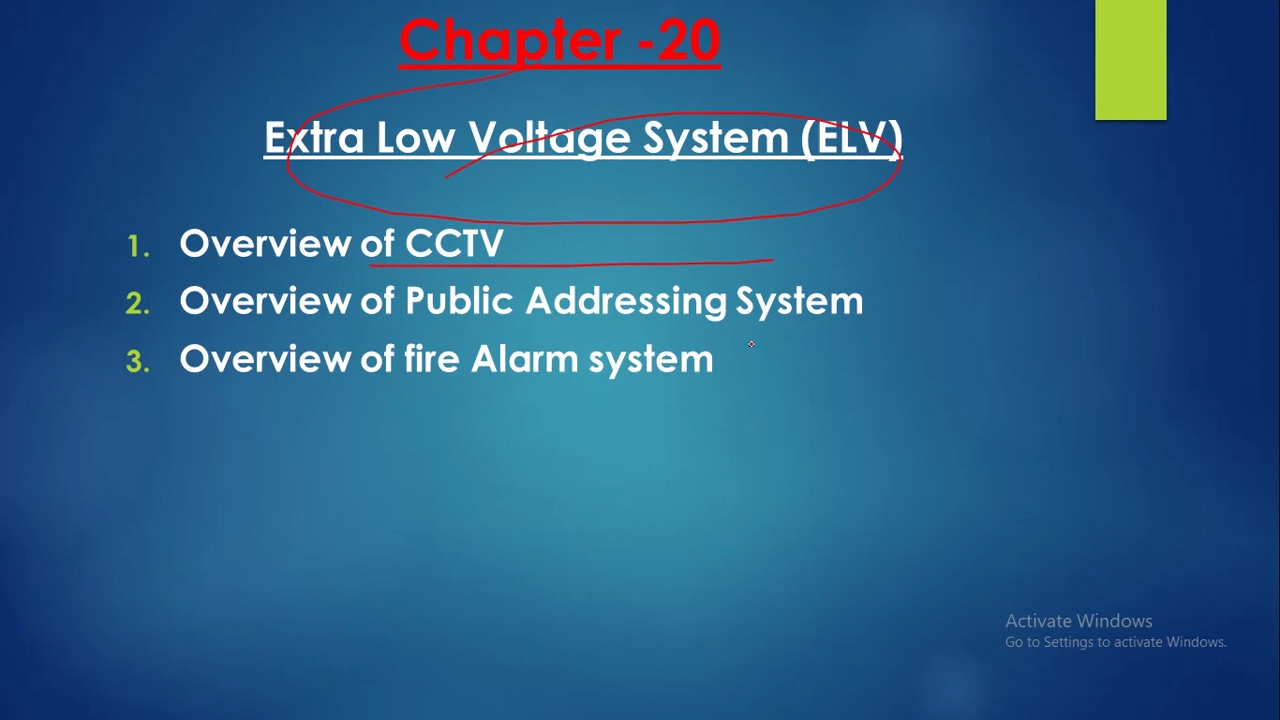 Chapter -20
Extra Low Voltage System (ELV)
1. Overview of CCTV
2. Overview of Public Addressing System
3. Overview of fire Alarm system
Activate Windows
Go to Settings to activate Windows.